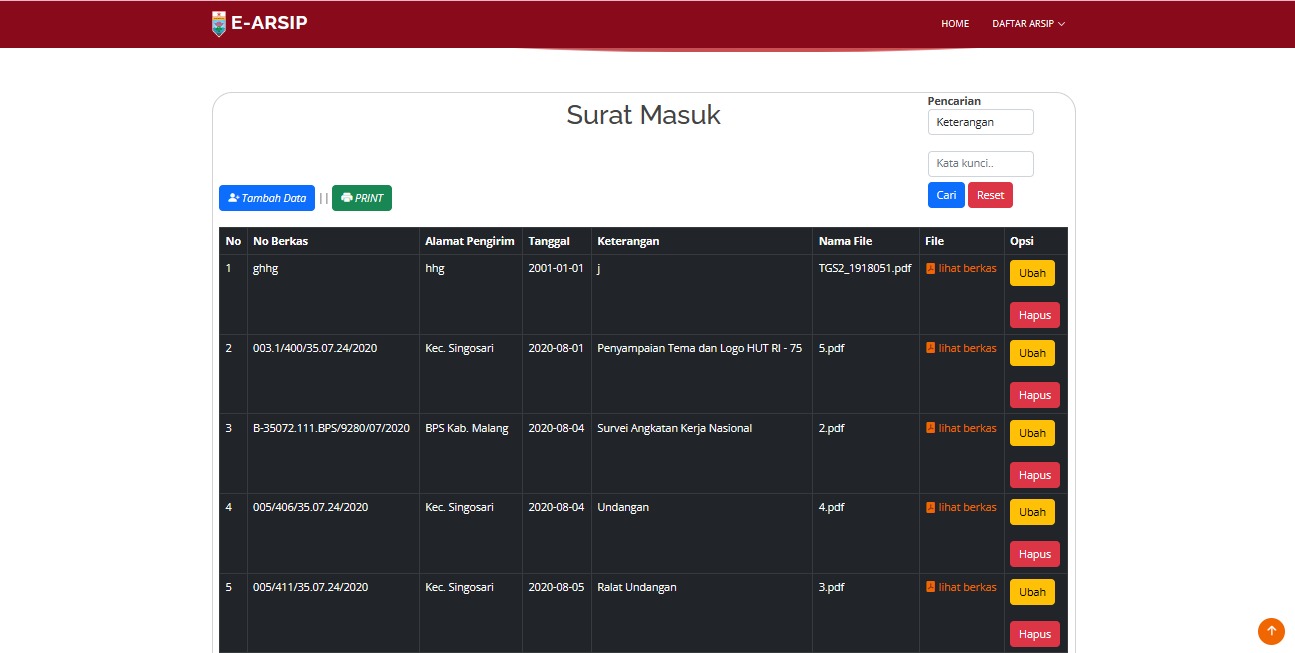 E-ARSIP
HOME DAFTAR ARSIP
Surat Masuk
Pencarian
Keterangan
Kata kunci..
Cari Reset
Tambah Data || PRINT
No No Berkas Alamat Pengirim Tanggal Keterangan Nama File File Opsi
1 ghhg hhg 2001-01-01 j TGS2_1918051.pdf lihat berkas Ubah
Hapus
2 003.1/400/35.07.24/2020 Kec. Singosari 2020-08-01 Penyampaian Tema dan Logo HUT RI - 75 5.pdf lihat berkas Ubah
Hapus
3 B-35072.111.BPS/9280/07/2020 BPS Kab. Malang 2020-08-04 Survei Angkatan Kerja Nasional 2.pdf lihat berkas Ubah
Hapus
4 005/406/35.07.24/2020 Kec. Singosari 2020-08-04 Undangan 4.pdf lihat berkas Ubah
Hapus
5 005/411/35.07.24/2020 Kec. Singosari 2020-08-05 Ralat Undangan 3.pdf lihat berkas Ubah
Hapus